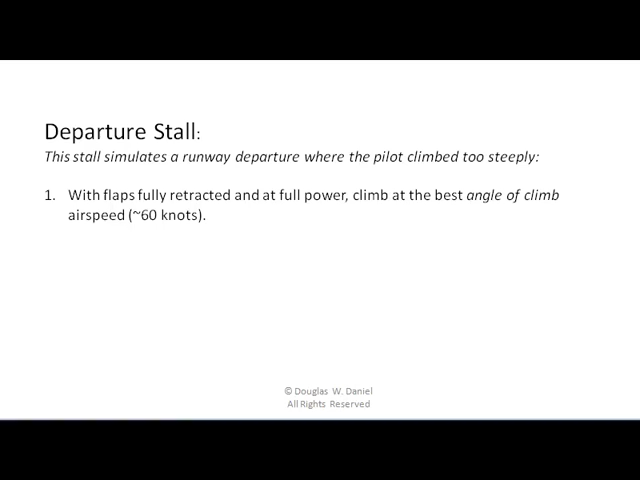 Departure Stall:
This stall simulates a runway departure where the pilot climbed too steeply:
1. With flaps fully retracted and at full power, climb at the best angle of climb
airspeed (~60 knots).
© Douglas W. Daniel
All Rights Reserved